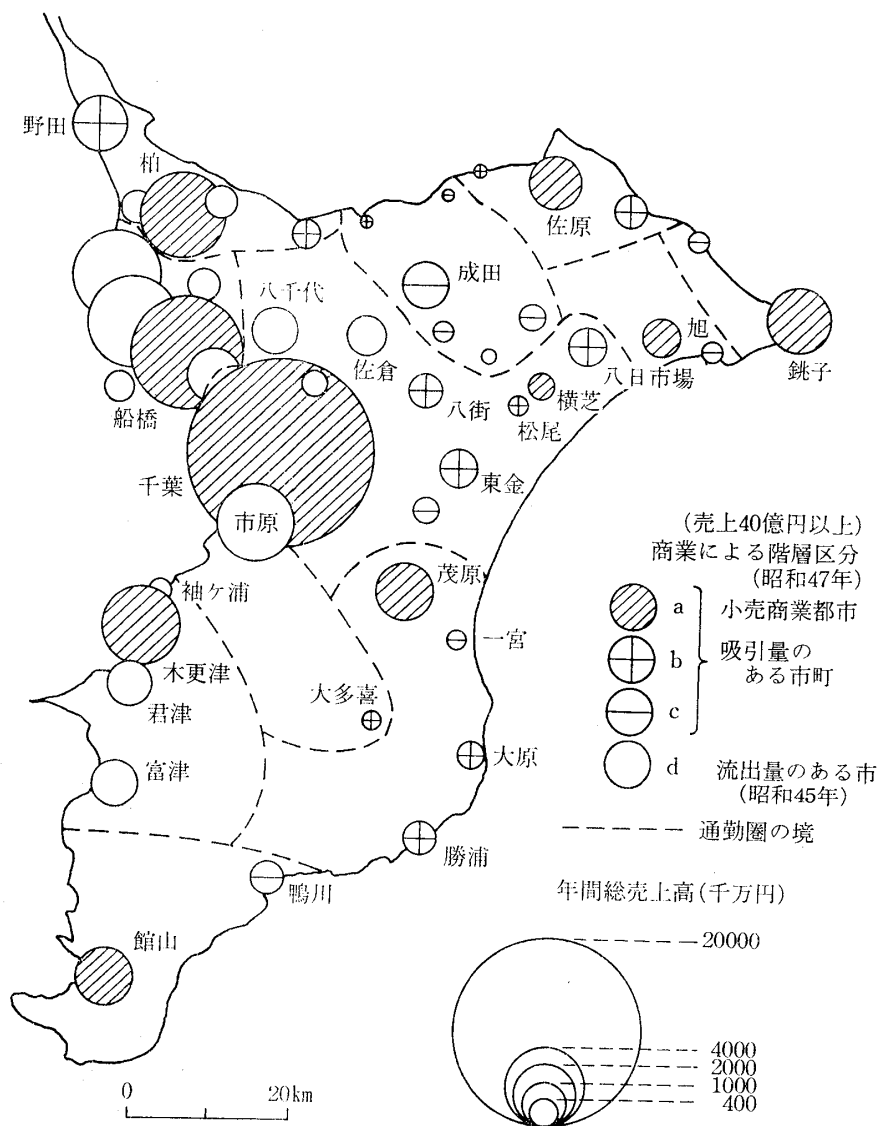 野田
柏
佐原
成田
八千代
佐倉
旭
銚子
八日市場
船橋
八街
横芝
松尾
千葉
東金
市原
茂原
袖ケ浦
一宮
木更津
君津
大多喜
大原
富津
勝浦
鴨川
館山
(売上40億円以上)
商業による階層区分
(昭和47年)
a 小売商業都市
b 吸引量の
ある市町
c
d 流出量のある市
(昭和45年)
通勤圏の境
年間総売上高(千万円)
20000
4000
2000
1000
400
0 20km